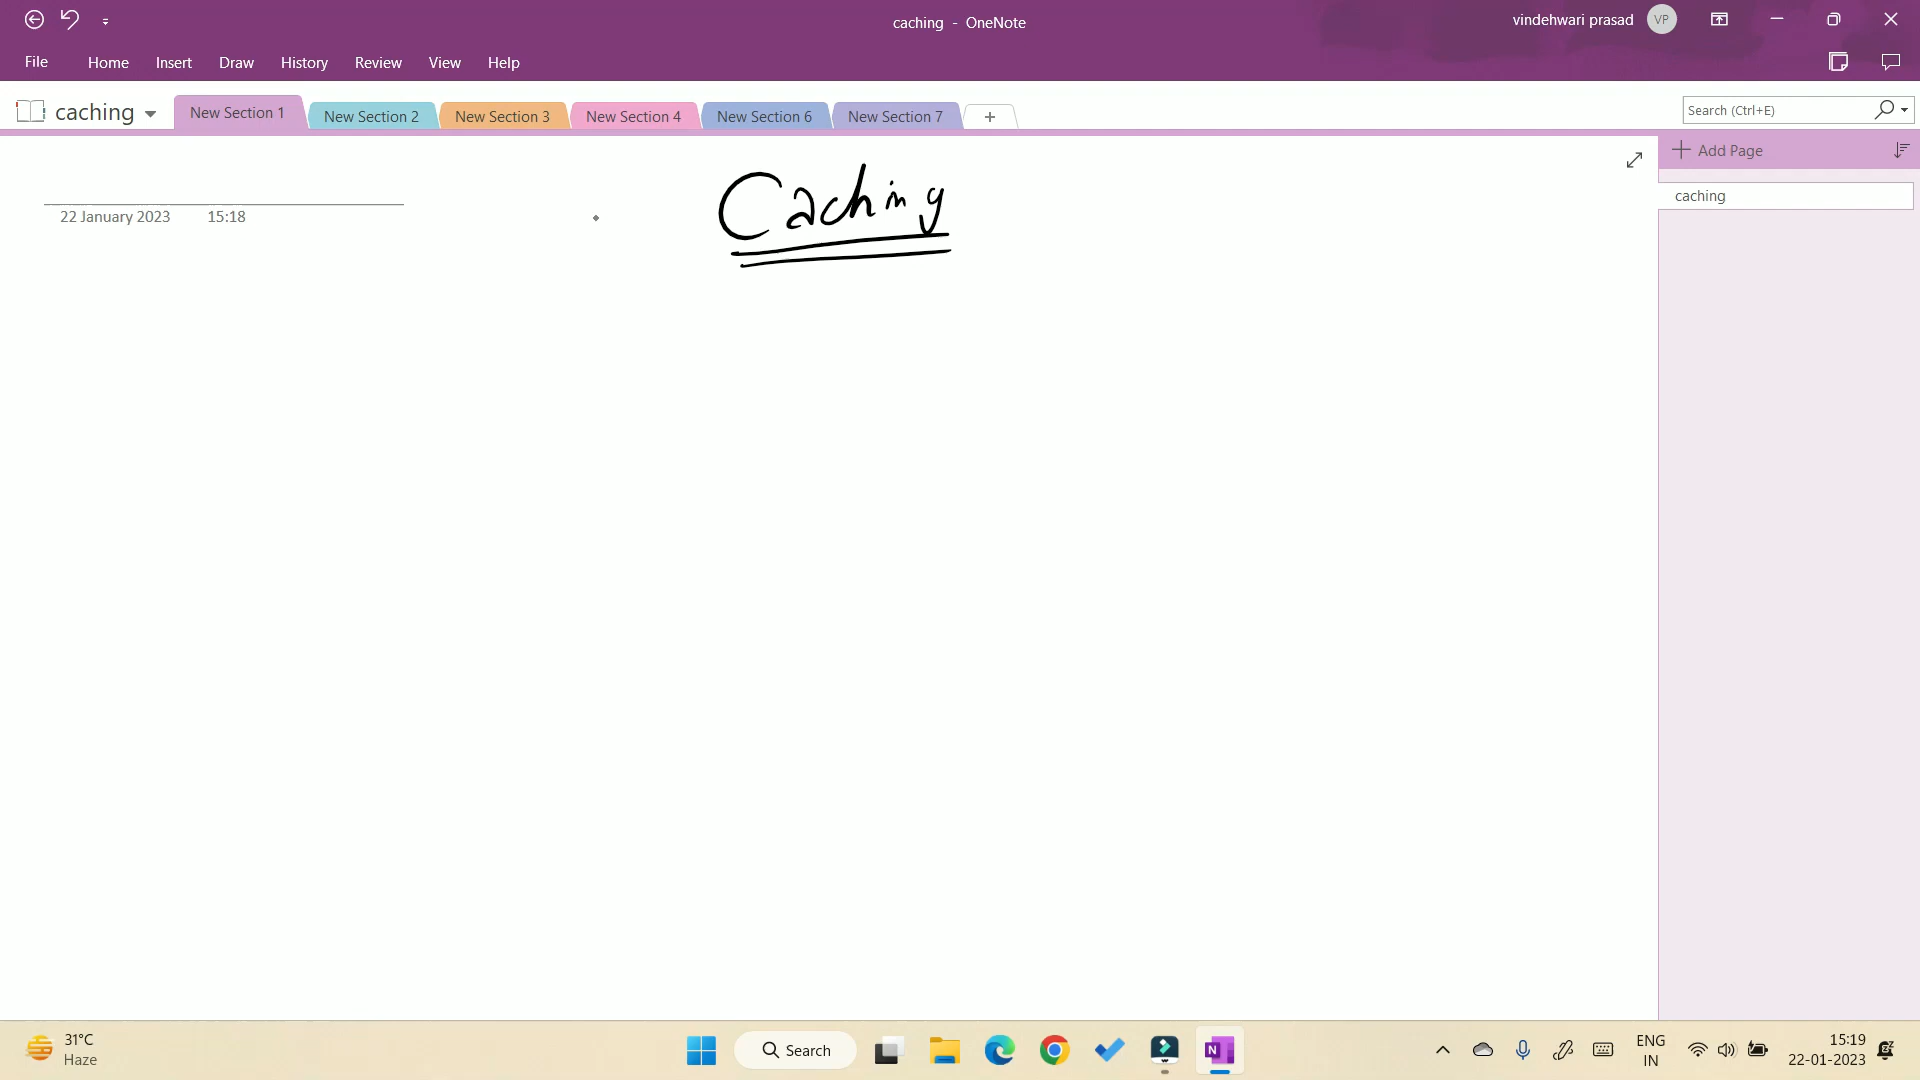 caching - OneNote
vindehwari prasad VP
File Home Insert Draw History Review View Help
caching New Section 1 New Section 2 New Section 3 New Section 4 New Section 6 New Section 7 +
Search (Ctrl+E)
Add Page
caching
Caching
22 January 2023 15:18
31°C
Haze
Search
N
ENG
IN
15:19
22-01-2023